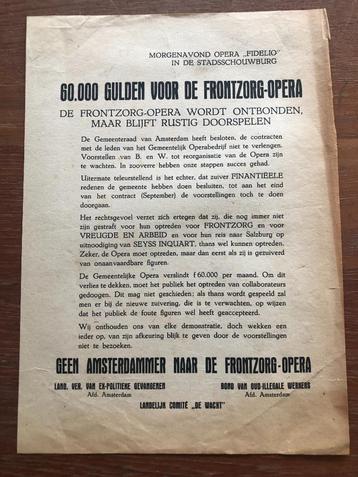 MORGENAVOND OPERA „FIDELIO"
IN DE STADSSCHOUWBURG
60.000 GULDEN VOOR DE FRONTZORG-OPERA
DE FRONTZORG-OPERA WORDT ONTBONDEN,
MAAR BLIJFT RUSTIG DOORSPELEN
De Gemeenteraad van Amsterdam heeft besloten, de contracten
met de leden van het Gemeentelijk Operabedrijf niet te verlengen.
Voorstellen van B. en W. tot reorganisatie van de Opera zijn
te wachten. In zooverre hebben onze stappen succes gehad.
Uitermate teleurstellend is het echter, dat zuiver FINANTIËELE
redenen de gemeente hebben doen besluiten, tot aan het eind
van het contract (September) de voorstellingen toch te doen
doorgaan.
Het rechtsgevoel verzet zich ertegen dat zij, die nog immer niet
zijn gestraft voor hun optreden voor FRONTZORG en voor
VREUGDE EN ARBEID en voor hun reis naar Salzburg op
uitnoodiging van SEYSS INQUART, thans wel kunnen optreden.
Zeker, de Opera moet optreden, maar dan eerst als zij is gezuiverd
van onaanvaardbare figuren.
De Gemeentelijke Opera verslindt f 60.000 per maand. Om dit
verlies te dekken, moet het publiek het optreden van collaborateurs
gedoogen. Dit mag niet geschieden; als thans wordt gespeeld zal
men er bij de nieuwe zuivering, die is te verwachten, op wijzen
dat het publiek de foute figuren wél heeft geaccepteerd.
Wij onthouden ons van elke demonstratie, doch wekken een
ieder op, van zijn afkeuring blijk te geven door de voorstellingen
niet te bezoeken.
GEEN AMSTERDAMMER NAAR DE FRONTZORG-OPERA
LAND. VER. VAN EX-POLITIEKE GEVANGENEN
Afd. Amsterdam
BOND VAN OUD-ILLEGALE WERKERS
Afd. Amsterdam
LANDELIJK COMITÉ „DE WACHT"